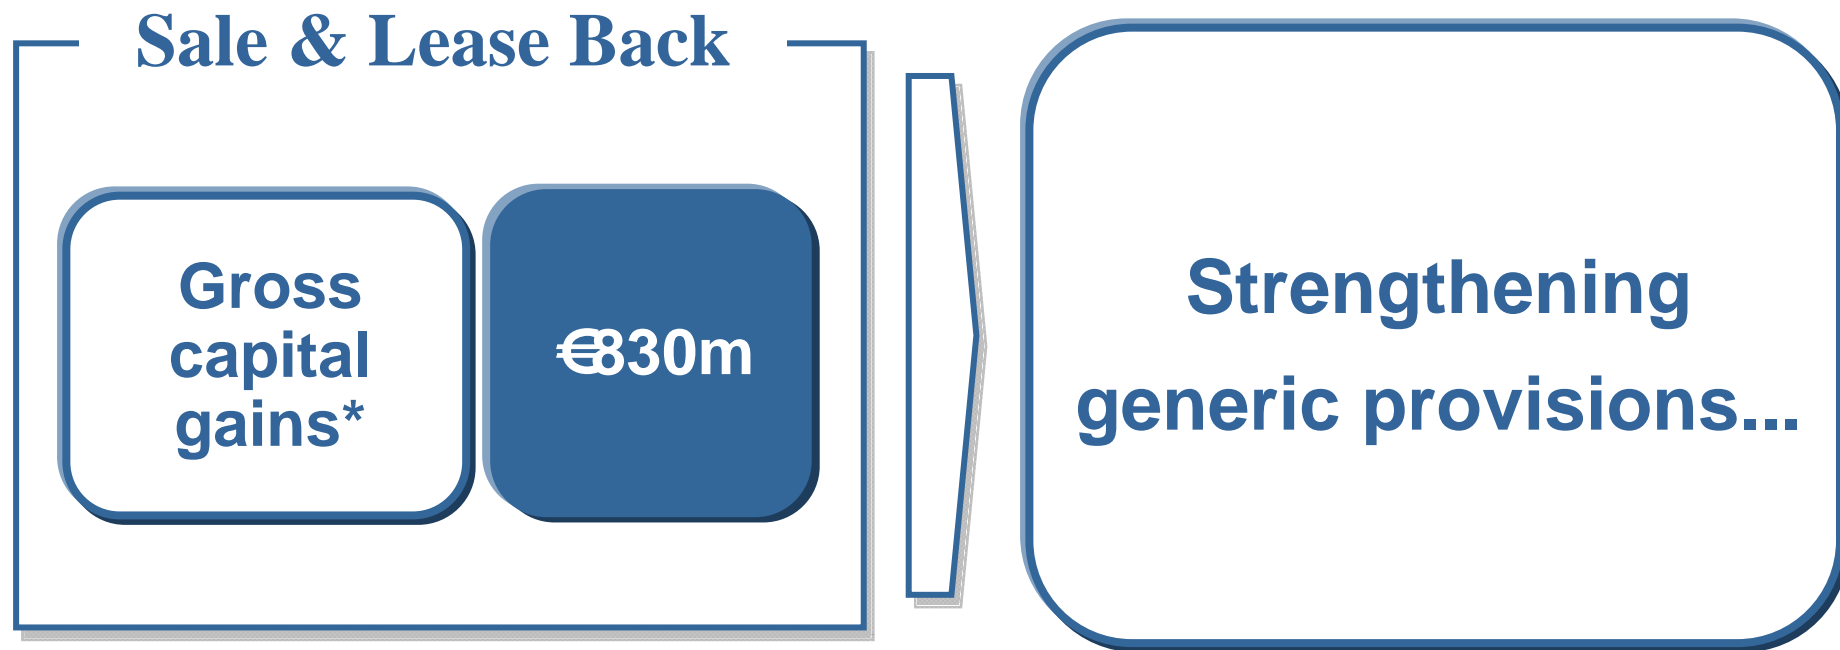 Sale & Lease Back
Gross
capital
gains*
€830m
Strengthening
generic provisions...